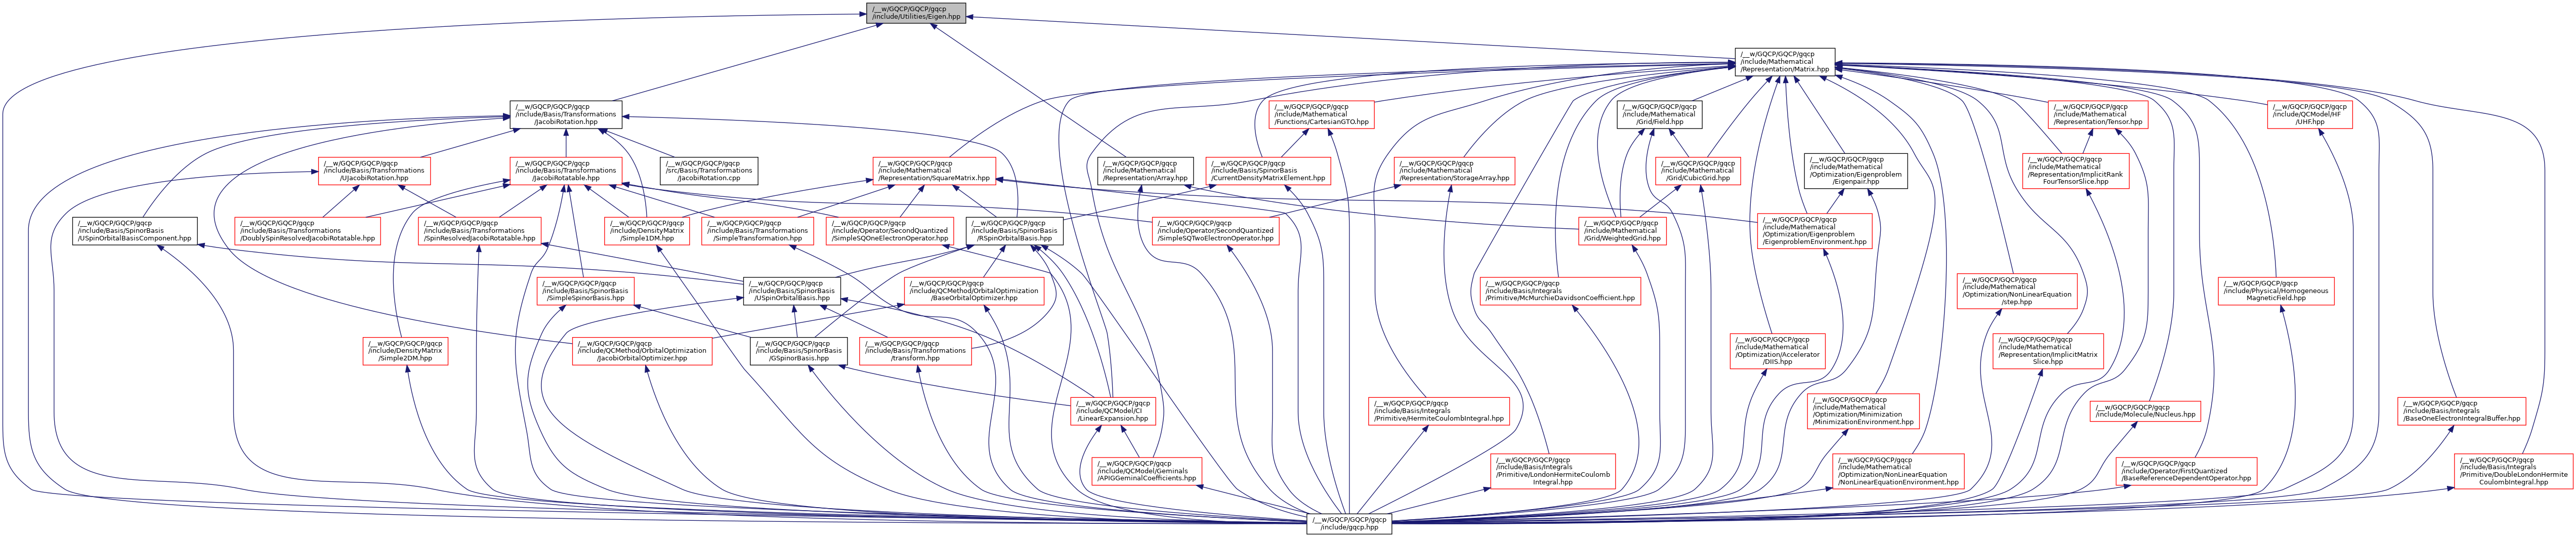 /__w/GQCP/GQCP/gqcp
/include/Utilities/Eigen.hpp
/__w/GQCP/GQCP/gqcp
/include/Mathematical
/Representation/Matrix.hpp
/__w/GQCP/GQCP/gqcp
/include/Basis/Transformations
/JacobiRotation.hpp
/__w/GQCP/GQCP/gqcp
/include/Mathematical
/Functions/CartesianGTO.hpp
/__w/GQCP/GQCP/gqcp
/include/Mathematical
/Grid/Field.hpp
/__w/GQCP/GQCP/gqcp
/include/Mathematical
/Representation/Tensor.hpp
/__w/GQCP/GQCP/gqcp
/include/QCModel/HF
/UHF.hpp
/__w/GQCP/GQCP/gqcp
/include/Basis/Transformations
/UJacobiRotation.hpp
/__w/GQCP/GQCP/gqcp
/include/Basis/Transformations
/JacobiRotatable.hpp
/__w/GQCP/GQCP/gqcp
/src/Basis/Transformations
/JacobiRotation.cpp
/__w/GQCP/GQCP/gqcp
/include/Mathematical
/Representation/SquareMatrix.hpp
/__w/GQCP/GQCP/gqcp
/include/Mathematical
/Representation/Array.hpp
/__w/GQCP/GQCP/gqcp
/include/Basis/SpinorBasis
/CurrentDensityMatrixElement.hpp
/__w/GQCP/GQCP/gqcp
/include/Mathematical
/Representation/StorageArray.hpp
/__w/GQCP/GQCP/gqcp
/include/Mathematical
/Grid/CubicGrid.hpp
/__w/GQCP/GQCP/gqcp
/include/Mathematical
/Optimization/Eigenproblem
/Eigenpair.hpp
/__w/GQCP/GQCP/gqcp
/include/Mathematical
/Representation/ImplicitRank
FourTensorSlice.hpp
/__w/GQCP/GQCP/gqcp
/include/Basis/SpinorBasis
/USpinOrbitalBasisComponent.hpp
/__w/GQCP/GQCP/gqcp
/include/Basis/Transformations
/DoublySpinResolvedJacobiRotatable.hpp
/__w/GQCP/GQCP/gqcp
/include/Basis/Transformations
/SpinResolvedJacobiRotatable.hpp
/__w/GQCP/GQCP/gqcp
/include/DensityMatrix
/Simple1DM.hpp
/__w/GQCP/GQCP/gqcp
/include/Basis/Transformations
/SimpleTransformation.hpp
/__w/GQCP/GQCP/gqcp
/include/Operator/SecondQuantized
/SimpleSQOneElectronOperator.hpp
/__w/GQCP/GQCP/gqcp
/include/Basis/SpinorBasis
/RSpinOrbitalBasis.hpp
/__w/GQCP/GQCP/gqcp
/include/Operator/SecondQuantized
/SimpleSQTwoElectronOperator.hpp
/__w/GQCP/GQCP/gqcp
/include/Mathematical
/Grid/WeightedGrid.hpp
/__w/GQCP/GQCP/gqcp
/include/Mathematical
/Optimization/Eigenproblem
/EigenproblemEnvironment.hpp
/__w/GQCP/GQCP/gqcp
/include/Basis/SpinorBasis
/SimpleSpinorBasis.hpp
/__w/GQCP/GQCP/gqcp
/include/Basis/SpinorBasis
/USpinOrbitalBasis.hpp
/__w/GQCP/GQCP/gqcp
/include/QCMethod/OrbitalOptimization
/BaseOrbitalOptimizer.hpp
/__w/GQCP/GQCP/gqcp
/include/Basis/Integrals
/Primitive/McMurchieDavidsonCoefficient.hpp
/__w/GQCP/GQCP/gqcp
/include/Mathematical
/Optimization/NonLinearEquation
/step.hpp
/__w/GQCP/GQCP/gqcp
/include/Physical/Homogeneous
MagneticField.hpp
/__w/GQCP/GQCP/gqcp
/include/DensityMatrix
/Simple2DM.hpp
/__w/GQCP/GQCP/gqcp
/include/QCMethod/OrbitalOptimization
/JacobiOrbitalOptimizer.hpp
/__w/GQCP/GQCP/gqcp
/include/Basis/SpinorBasis
/GSpinorBasis.hpp
/__w/GQCP/GQCP/gqcp
/include/Basis/Transformations
/transform.hpp
/__w/GQCP/GQCP/gqcp
/include/Mathematical
/Optimization/Accelerator
/DIIS.hpp
/__w/GQCP/GQCP/gqcp
/include/Mathematical
/Representation/ImplicitMatrix
Slice.hpp
/__w/GQCP/GQCP/gqcp
/include/QCModel/CI
/LinearExpansion.hpp
/__w/GQCP/GQCP/gqcp
/include/Basis/Integrals
/Primitive/HermiteCoulombIntegral.hpp
/__w/GQCP/GQCP/gqcp
/include/Mathematical
/Optimization/Minimization
/MinimizationEnvironment.hpp
/__w/GQCP/GQCP/gqcp
/include/Molecule/Nucleus.hpp
/__w/GQCP/GQCP/gqcp
/include/Basis/Integrals
/BaseOneElectronIntegralBuffer.hpp
/__w/GQCP/GQCP/gqcp
/include/QCModel/Geminals
/APIGGeminalCoefficients.hpp
/__w/GQCP/GQCP/gqcp
/include/Basis/Integrals
/Primitive/LondonHermiteCoulomb
Integral.hpp
/__w/GQCP/GQCP/gqcp
/include/Mathematical
/Optimization/NonLinearEquation
/NonLinearEquationEnvironment.hpp
/__w/GQCP/GQCP/gqcp
/include/Operator/FirstQuantized
/BaseReferenceDependentOperator.hpp
/__w/GQCP/GQCP/gqcp
/include/Basis/Integrals
/Primitive/DoubleLondonHermite
CoulombIntegral.hpp
/__w/GQCP/GQCP/gqcp
/include/gqcp.hpp